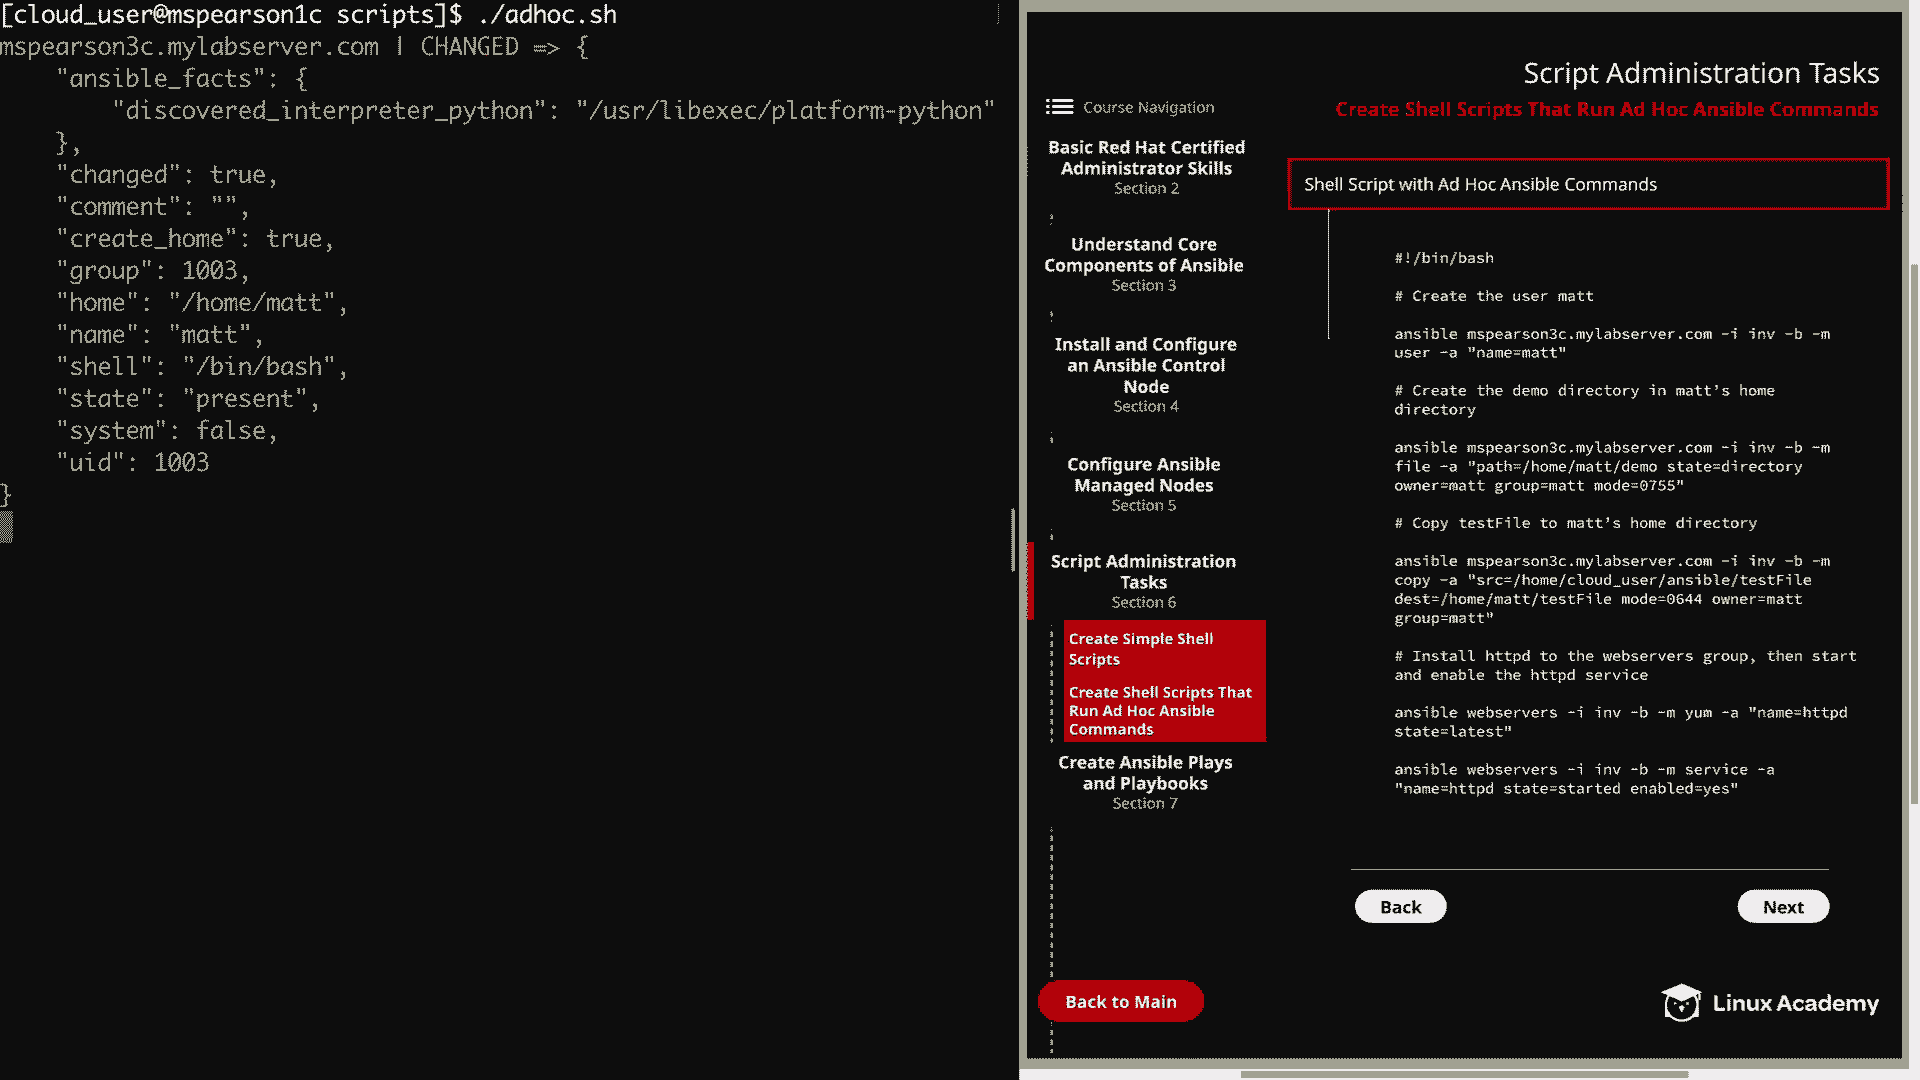 [cloud_user@mspearson1c scripts]$ ./adhoc.sh
mspearson3c.mylabserver.com | CHANGED => {
    "ansible_facts": {
        "discovered_interpreter_python": "/usr/libexec/platform-python"
    },
    "changed": true,
    "comment": "",
    "create_home": true,
    "group": 1003,
    "home": "/home/matt",
    "name": "matt",
    "shell": "/bin/bash",
    "state": "present",
    "system": false,
    "uid": 1003
}
Script Administration Tasks
Create Shell Scripts That Run Ad Hoc Ansible Commands
Course Navigation
Basic Red Hat Certified
Administrator Skills
Section 2
Understand Core
Components of Ansible
Section 3
Install and Configure
an Ansible Control
Node
Section 4
Configure Ansible
Managed Nodes
Section 5
Script Administration
Tasks
Section 6
Create Simple Shell
Scripts
Create Shell Scripts That
Run Ad Hoc Ansible
Commands
Create Ansible Plays
and Playbooks
Section 7
Back to Main
Shell Script with Ad Hoc Ansible Commands
#!/bin/bash
# Create the user matt
ansible mspearson3c.mylabserver.com -i inv -b -m
user -a "name=matt"
# Create the demo directory in matt's home
directory
ansible mspearson3c.mylabserver.com -i inv -b -m
file -a "path=/home/matt/demo state=directory
owner=matt group=matt mode=0755"
# Copy testFile to matt's home directory
ansible mspearson3c.mylabserver.com -i inv -b -m
copy -a "src=/home/cloud_user/ansible/testFile
dest=/home/matt/testFile mode=0644 owner=matt
group=matt"
# Install httpd to the webservers group, then start
and enable the httpd service
ansible webservers -i inv -b -m yum -a "name=httpd
state=latest"
ansible webservers -i inv -b -m service -a
"name=httpd state=started enabled=yes"
Back
Next
Linux Academy